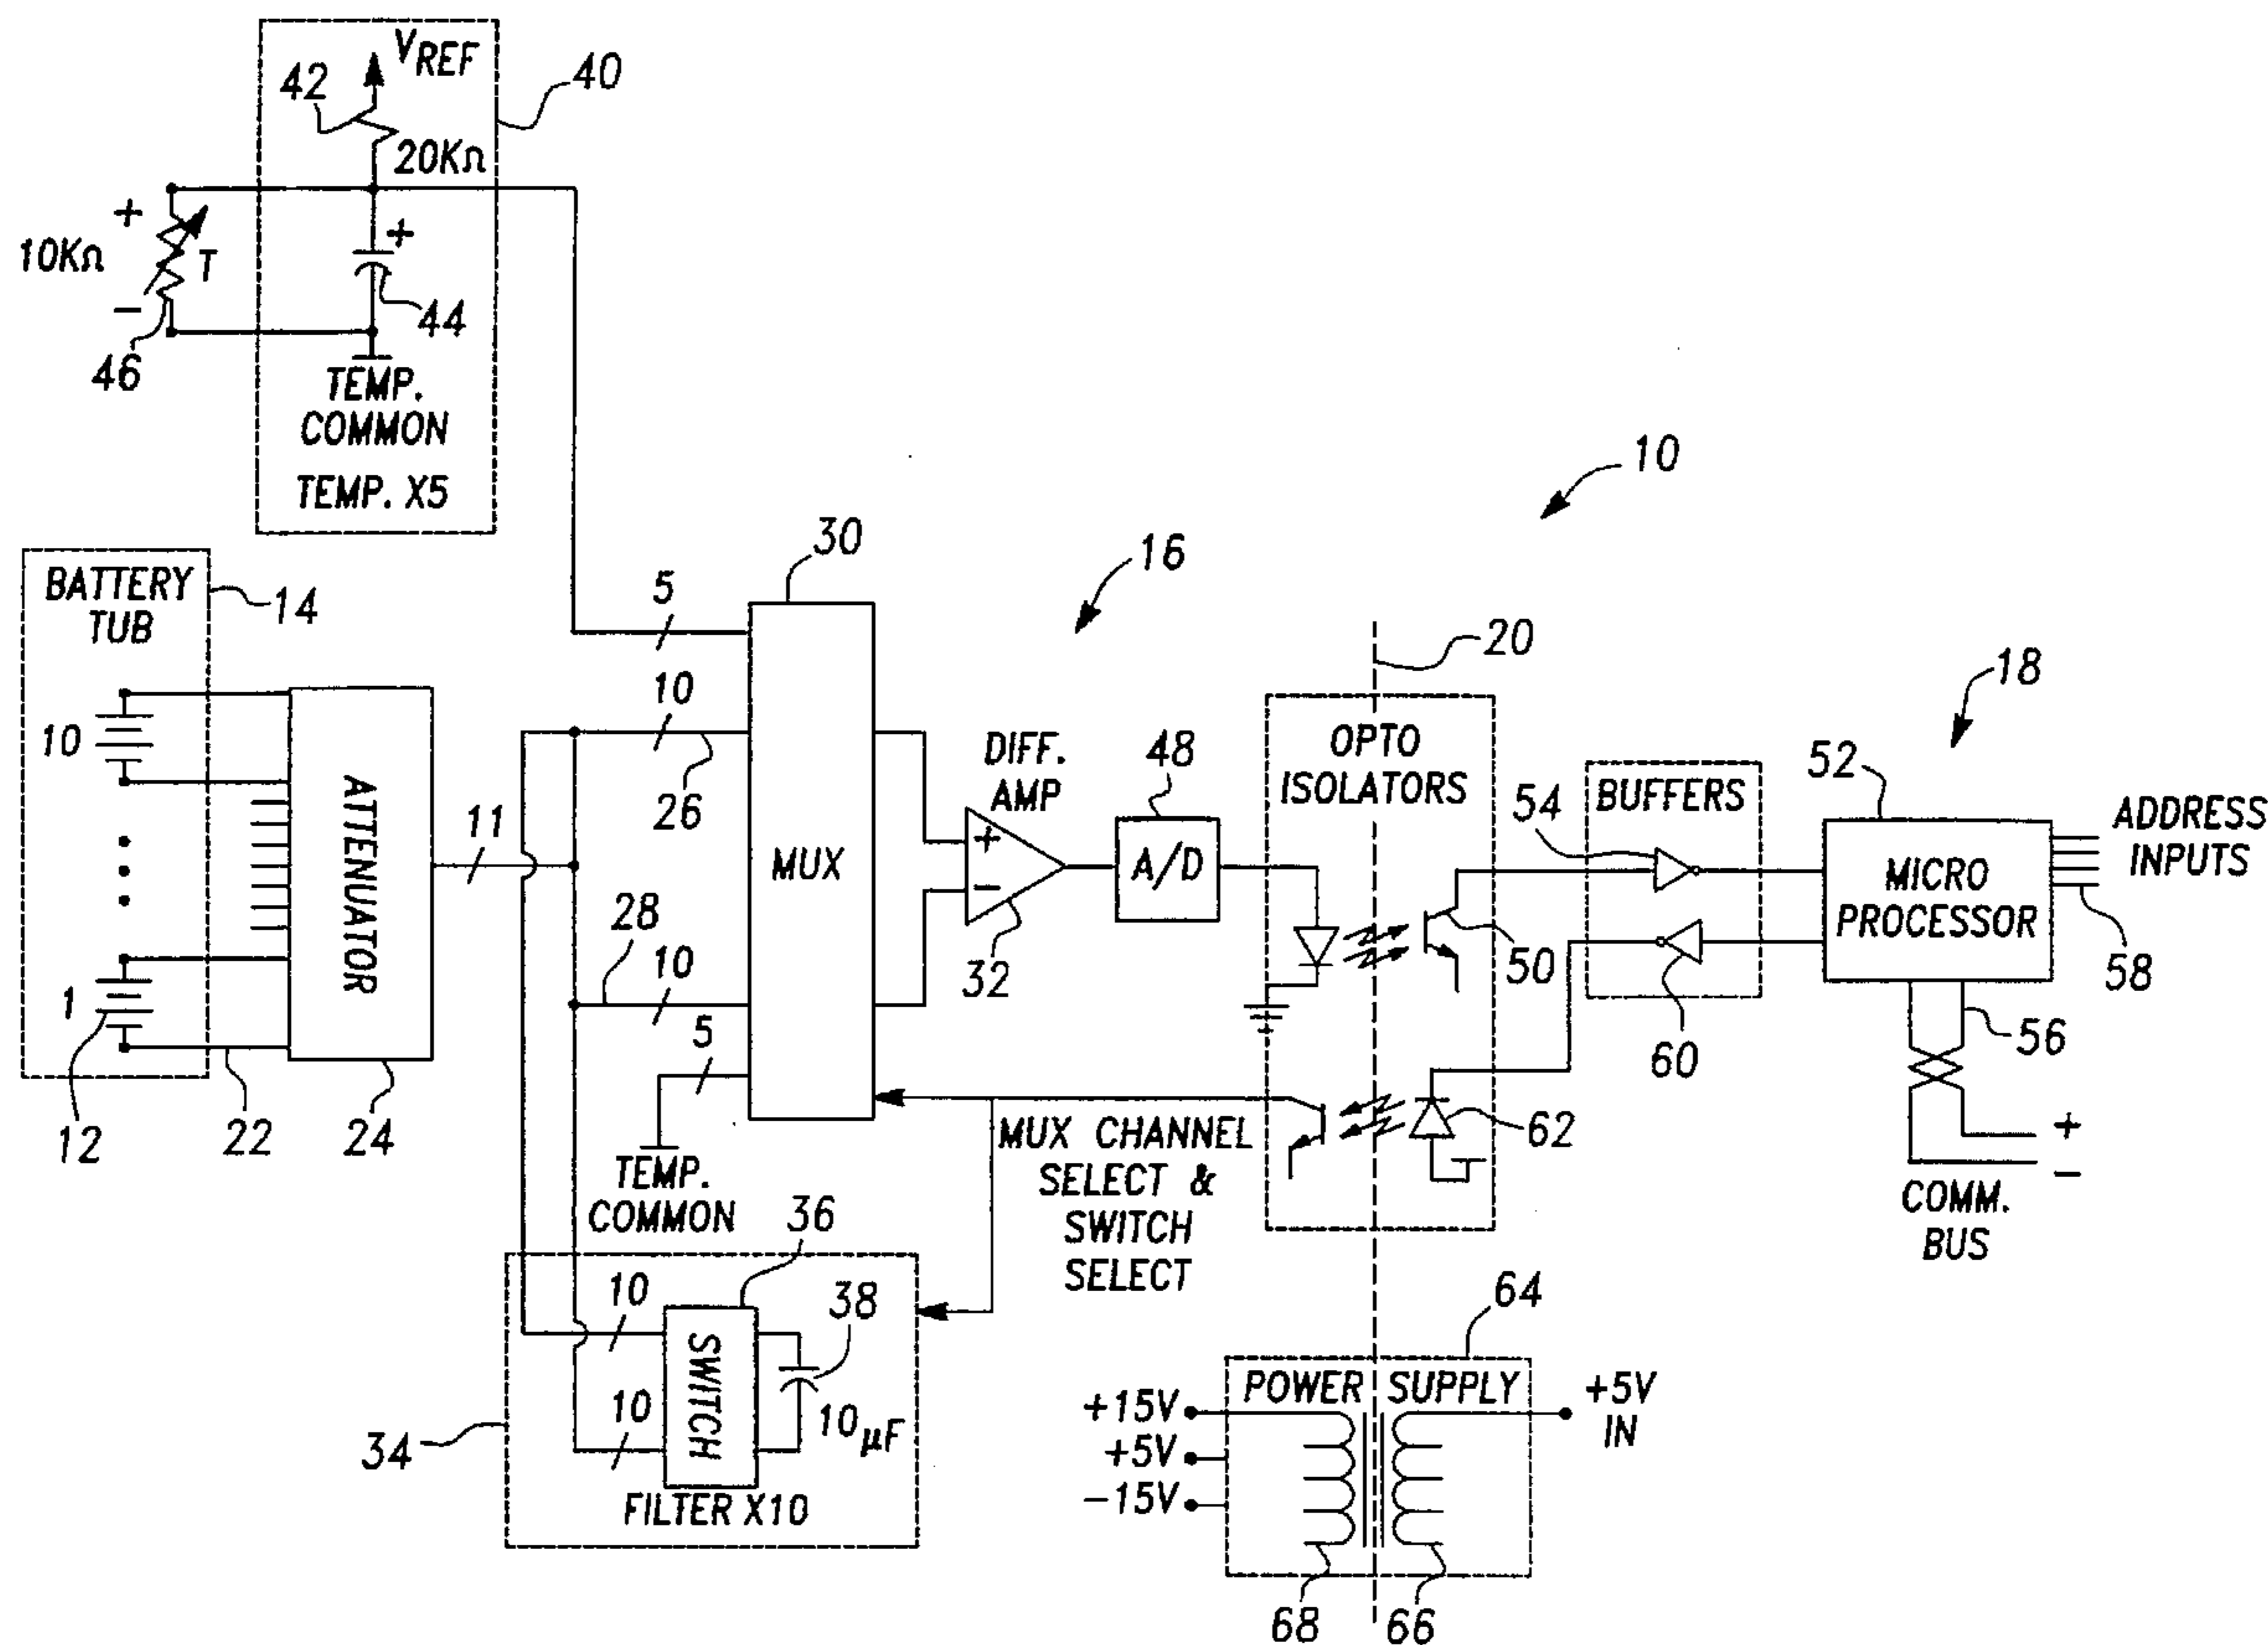 VREF
42
40
20KΩ
+
10KΩ
T
+
−
44
46
TEMP.
COMMON
TEMP. X5
10
16
30
BATTERY
TUB
14
5
20
18
10
10
ATTENUATOR
11
26
MUX
DIFF.
AMP
+
−
32
48
A/D
OPTO
ISOLATORS
54
BUFFERS
52
MICRO
PROCESSOR
ADDRESS
INPUTS
58
50
60
56
28
10
5
1
12
22
24
TEMP.
COMMON
MUX CHANNEL
SELECT &
SWITCH
SELECT
62
+
−
COMM.
BUS
36
10
38
SWITCH
10
10μF
34
FILTER X10
64
POWER SUPPLY
+15V
+5V
−15V
+5V
IN
68
66